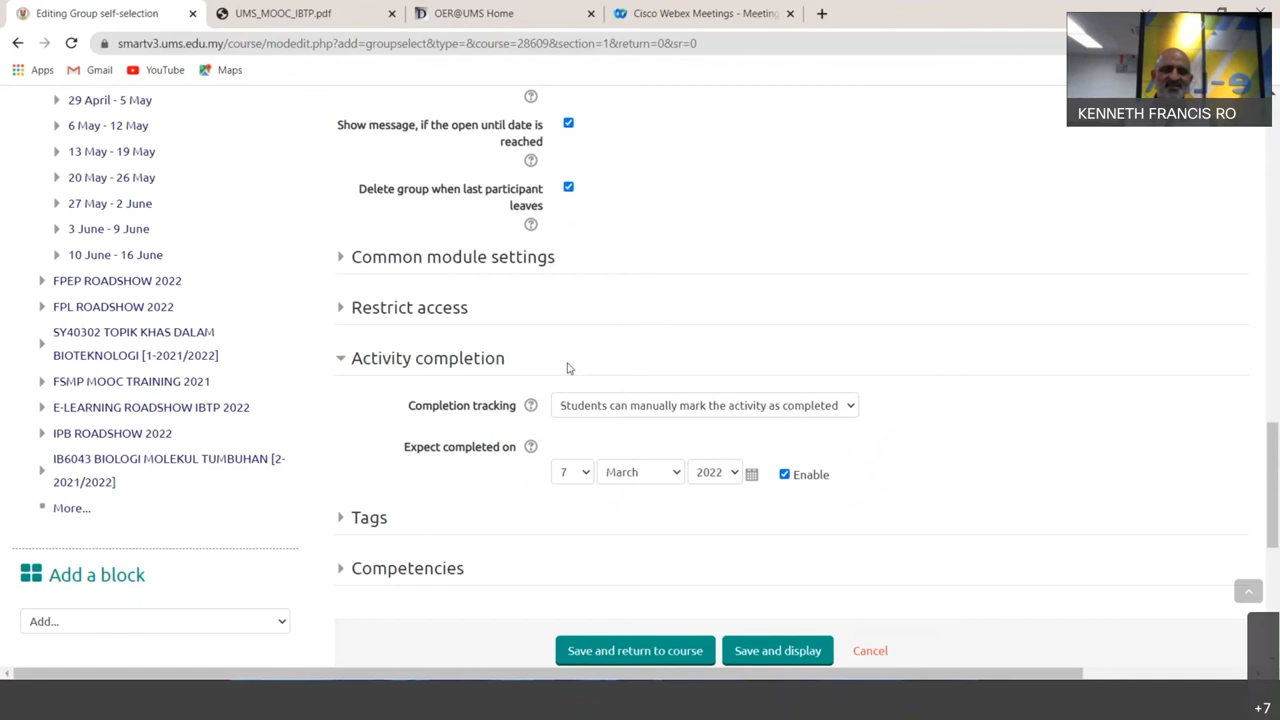 Editing Group self-selection
UMS_MOOC_IBTP.pdf
OER@UMS Home
Cisco Webex Meetings - Meeting
smartv3.ums.edu.my/course/modedit.php?add=groupselect&type=&course=28609&section=1&return=0&sr=0
Apps
Gmail
YouTube
Maps
KENNETH FRANCIS RO
29 April - 5 May
6 May - 12 May
13 May - 19 May
20 May - 26 May
27 May - 2 June
3 June - 9 June
10 June - 16 June
FPEP ROADSHOW 2022
FPL ROADSHOW 2022
SY40302 TOPIK KHAS DALAM
BIOTEKNOLOGI [1-2021/2022]
FSMP MOOC TRAINING 2021
E-LEARNING ROADSHOW IBTP 2022
IPB ROADSHOW 2022
IB6043 BIOLOGI MOLEKUL TUMBUHAN [2-
2021/2022]
More...
Add a block
Add...
Show message, if the open until date is
reached
Delete group when last participant
leaves
Common module settings
Restrict access
Activity completion
Completion tracking
Students can manually mark the activity as completed
Expect completed on
7
March
2022
Enable
Tags
Competencies
Save and return to course
Save and display
Cancel
+7